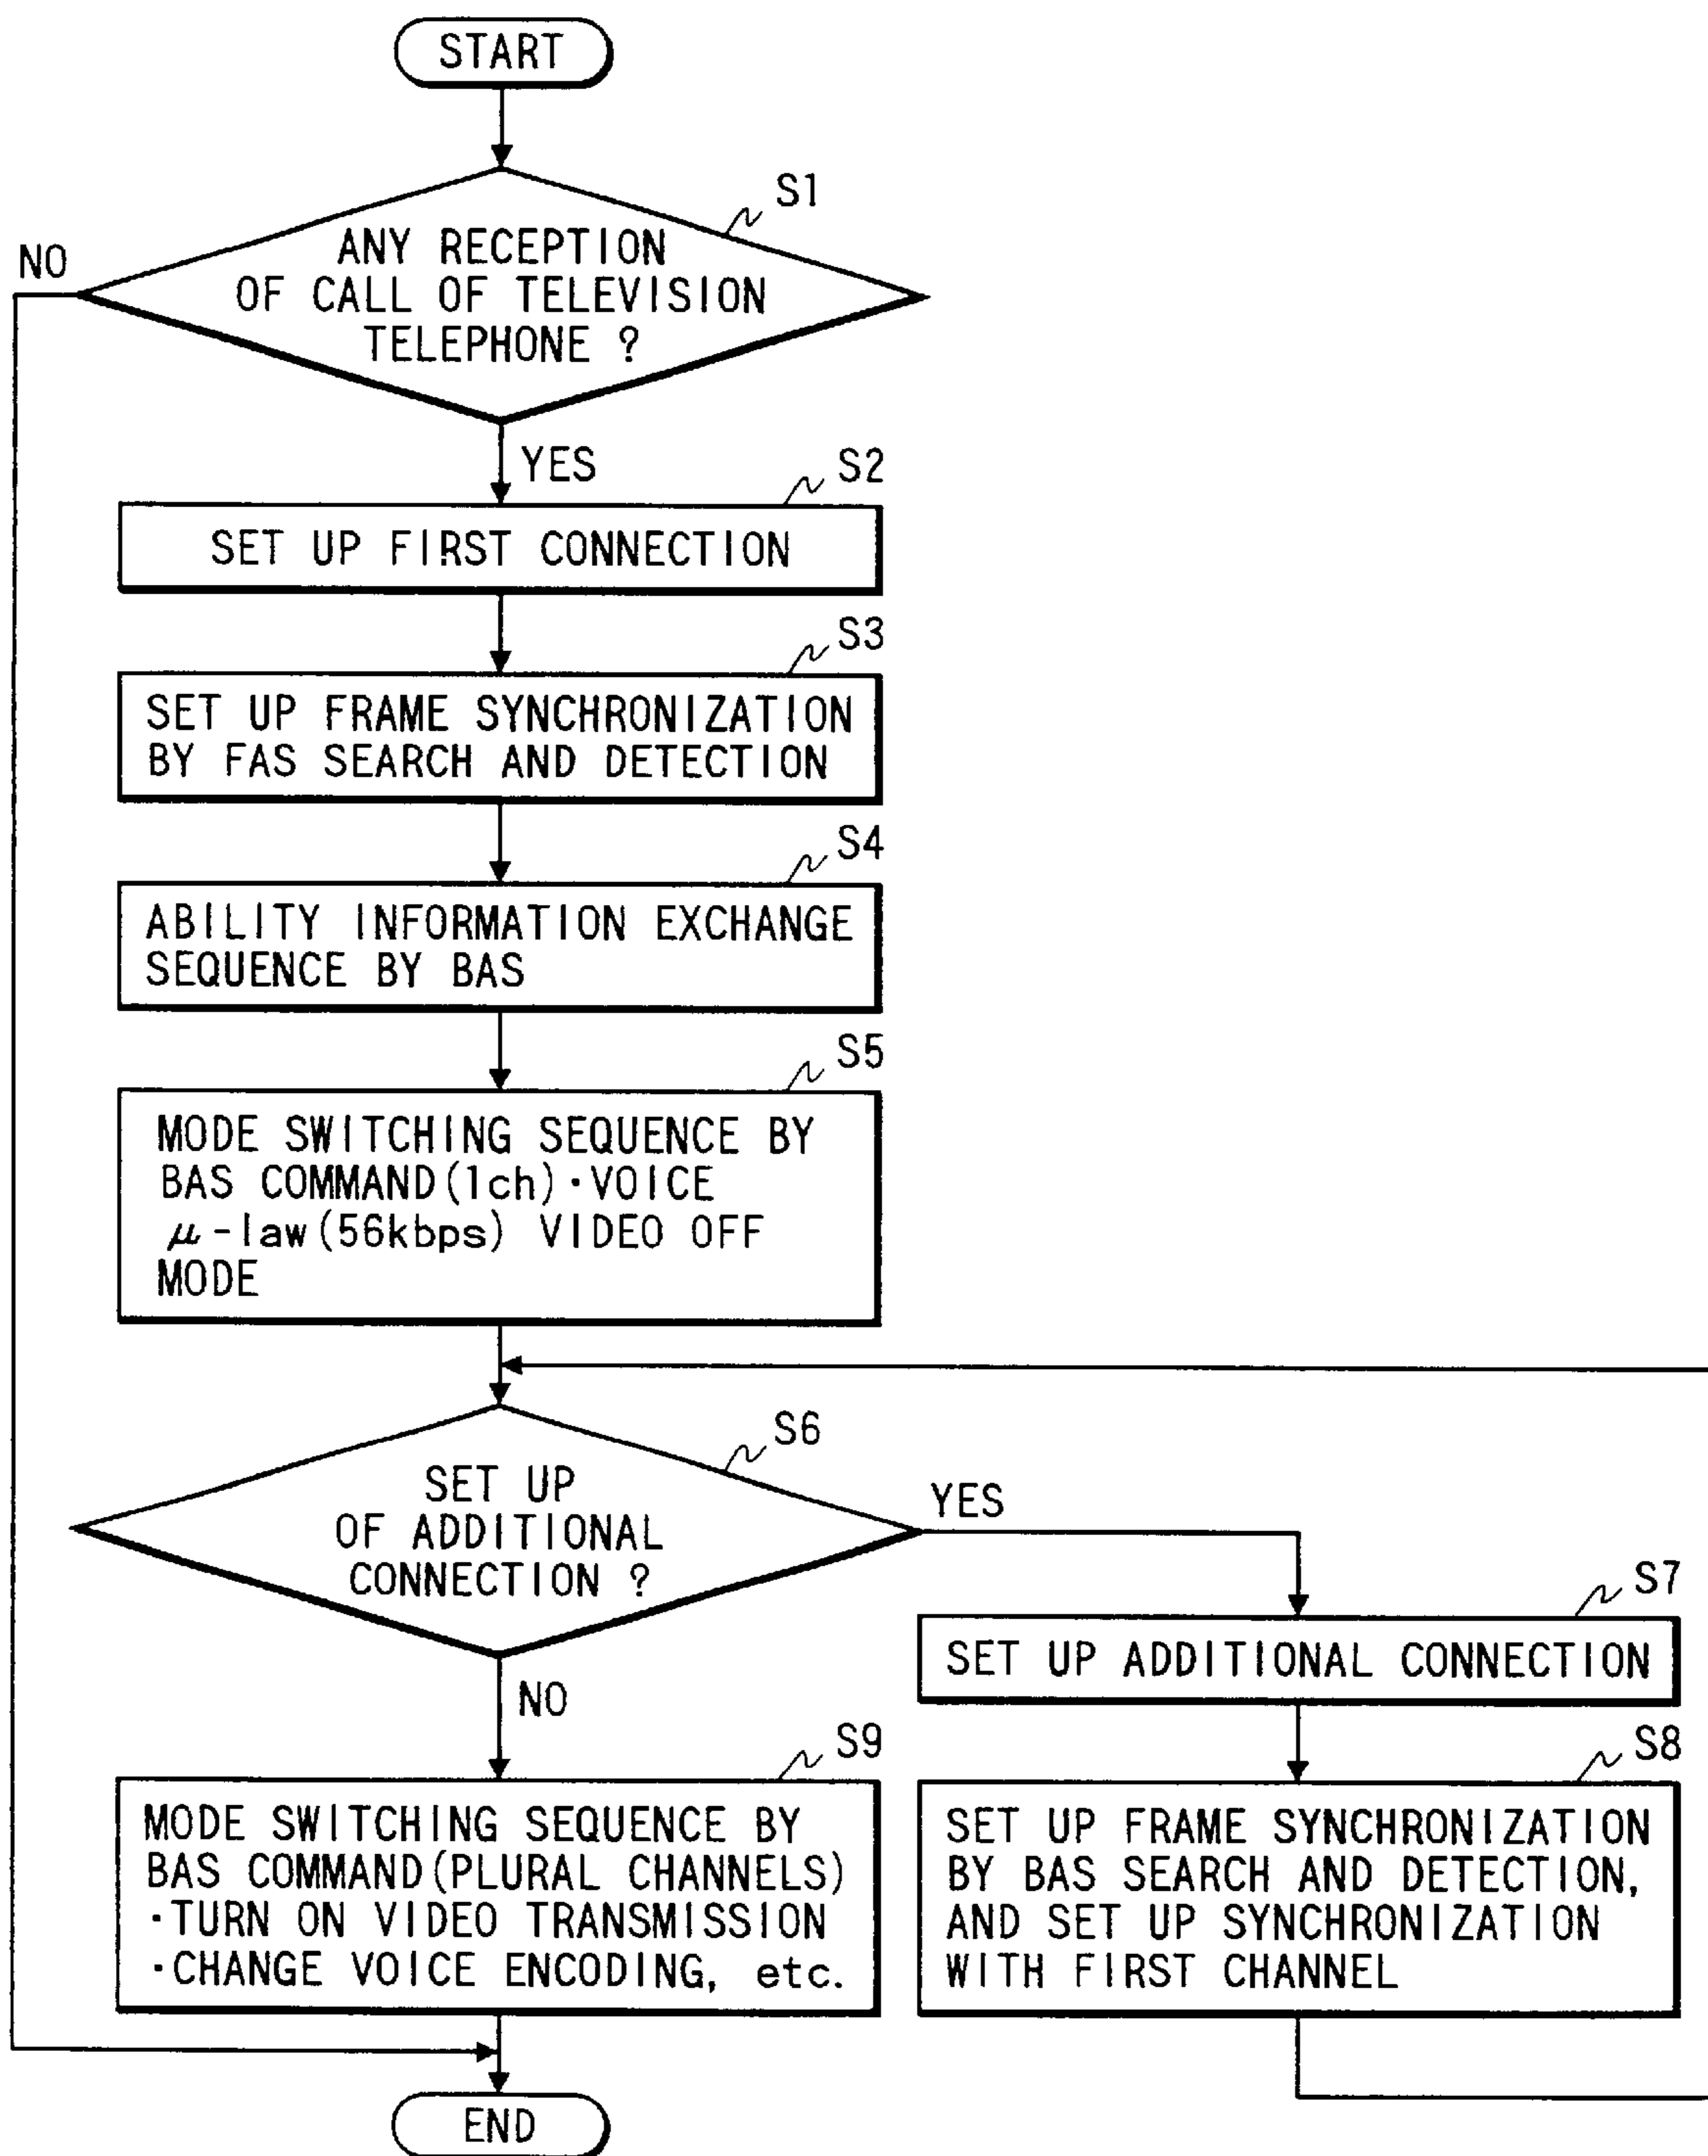 START
S1
NO
ANY RECEPTION
OF CALL OF TELEVISION
TELEPHONE ?
YES
S2
SET UP FIRST CONNECTION
S3
SET UP FRAME SYNCHRONIZATION
BY FAS SEARCH AND DETECTION
S4
ABILITY INFORMATION EXCHANGE
SEQUENCE BY BAS
S5
MODE SWITCHING SEQUENCE BY
BAS COMMAND(1ch)·VOICE
μ-law(56kbps) VIDEO OFF
MODE
S6
SET UP
OF ADDITIONAL
CONNECTION ?
YES
S7
SET UP ADDITIONAL CONNECTION
NO
S9
MODE SWITCHING SEQUENCE BY
BAS COMMAND(PLURAL CHANNELS)
·TURN ON VIDEO TRANSMISSION
·CHANGE VOICE ENCODING, etc.
S8
SET UP FRAME SYNCHRONIZATION
BY BAS SEARCH AND DETECTION,
AND SET UP SYNCHRONIZATION
WITH FIRST CHANNEL
END